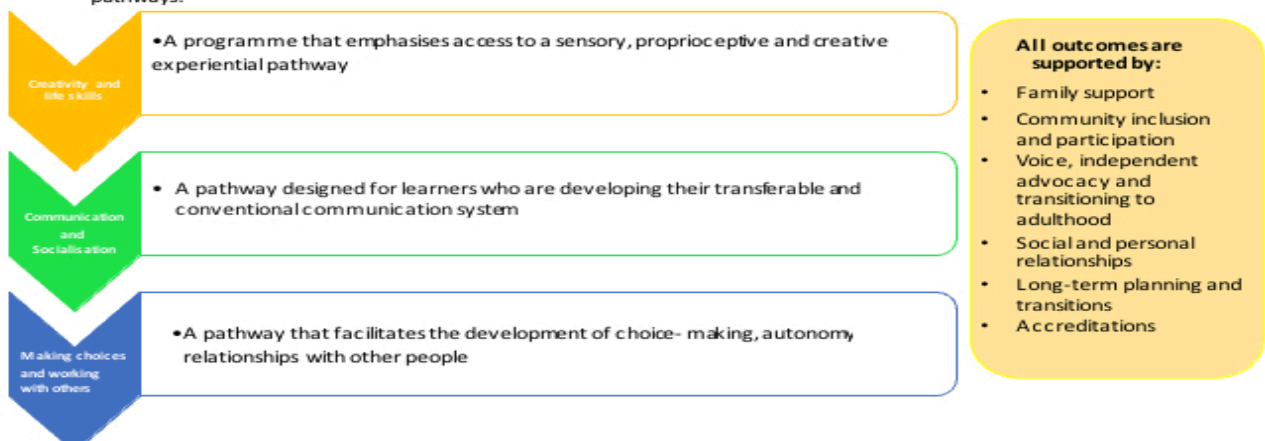 pathways:
Creativity and
life skills
•A programme that emphasises access to a sensory, proprioceptive and creative
experiential pathway
Communication
and
Socialisation
• A pathway designed for learners who are developing their transferable and
conventional communication system
Making choices
and working
with others
•A pathway that facilitates the development of choice- making, autonomy,
relationships with other people
All outcomes are
supported by:
• Family support
• Community inclusion
and participation
• Voice, independent
advocacy and
transitioning to
adulthood
• Social and personal
relationships
• Long-term planning and
transitions
• Accreditations